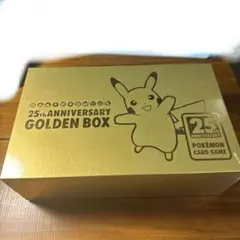 25th ANNIVERSARY
GOLDEN BOX
25th
ANNIVERSARY
POKÉMON
CARD GAME